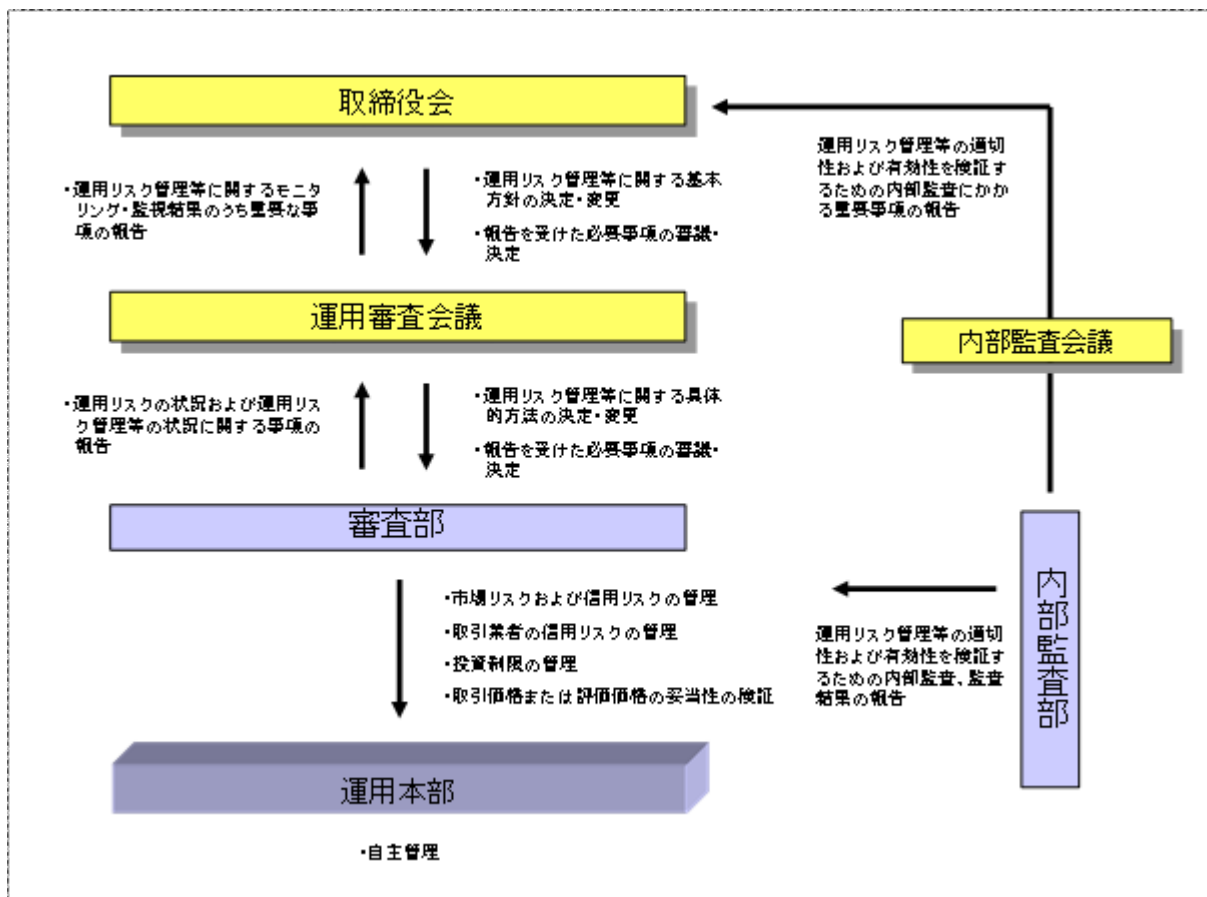 取締役会
・運用リスク管理等に関するモニ
タリング・監視結果のうち重要な事
項の報告
・運用リスク管理等に関する基本
方針の決定・変更
・報告を受けた必要事項の審議・
決定
運用リスク管理等の適切
性および有効性を検証す
るための内部監査にかか
る重要事項の報告
運用審査会議
内部監査会議
・運用リスクの状況および運用リス
ク管理等の状況に関する事項の
報告
・運用リスク管理等に関する具体
的方法の決定・変更
・報告を受けた必要事項の審議・
決定
審査部
内部監査部
・市場リスクおよび信用リスクの管理
・取引業者の信用リスクの管理
・投資制限の管理
・取引価格または評価価格の妥当性の検証
運用リスク管理等の適切
性および有効性を検証す
るための内部監査、監査
結果の報告
運用本部
・自主管理